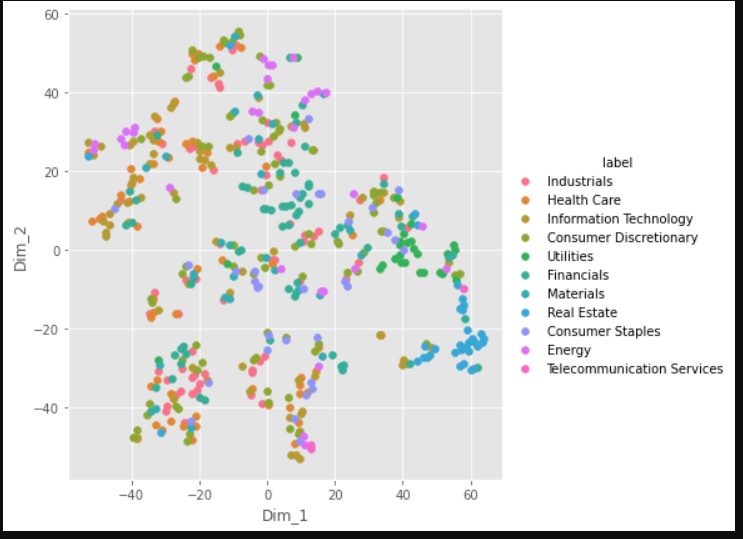 60
40
20
0
−20
−40
Dim_2
−40
−20
0
20
40
60
Dim_1
label
Industrials
Health Care
Information Technology
Consumer Discretionary
Utilities
Financials
Materials
Real Estate
Consumer Staples
Energy
Telecommunication Services